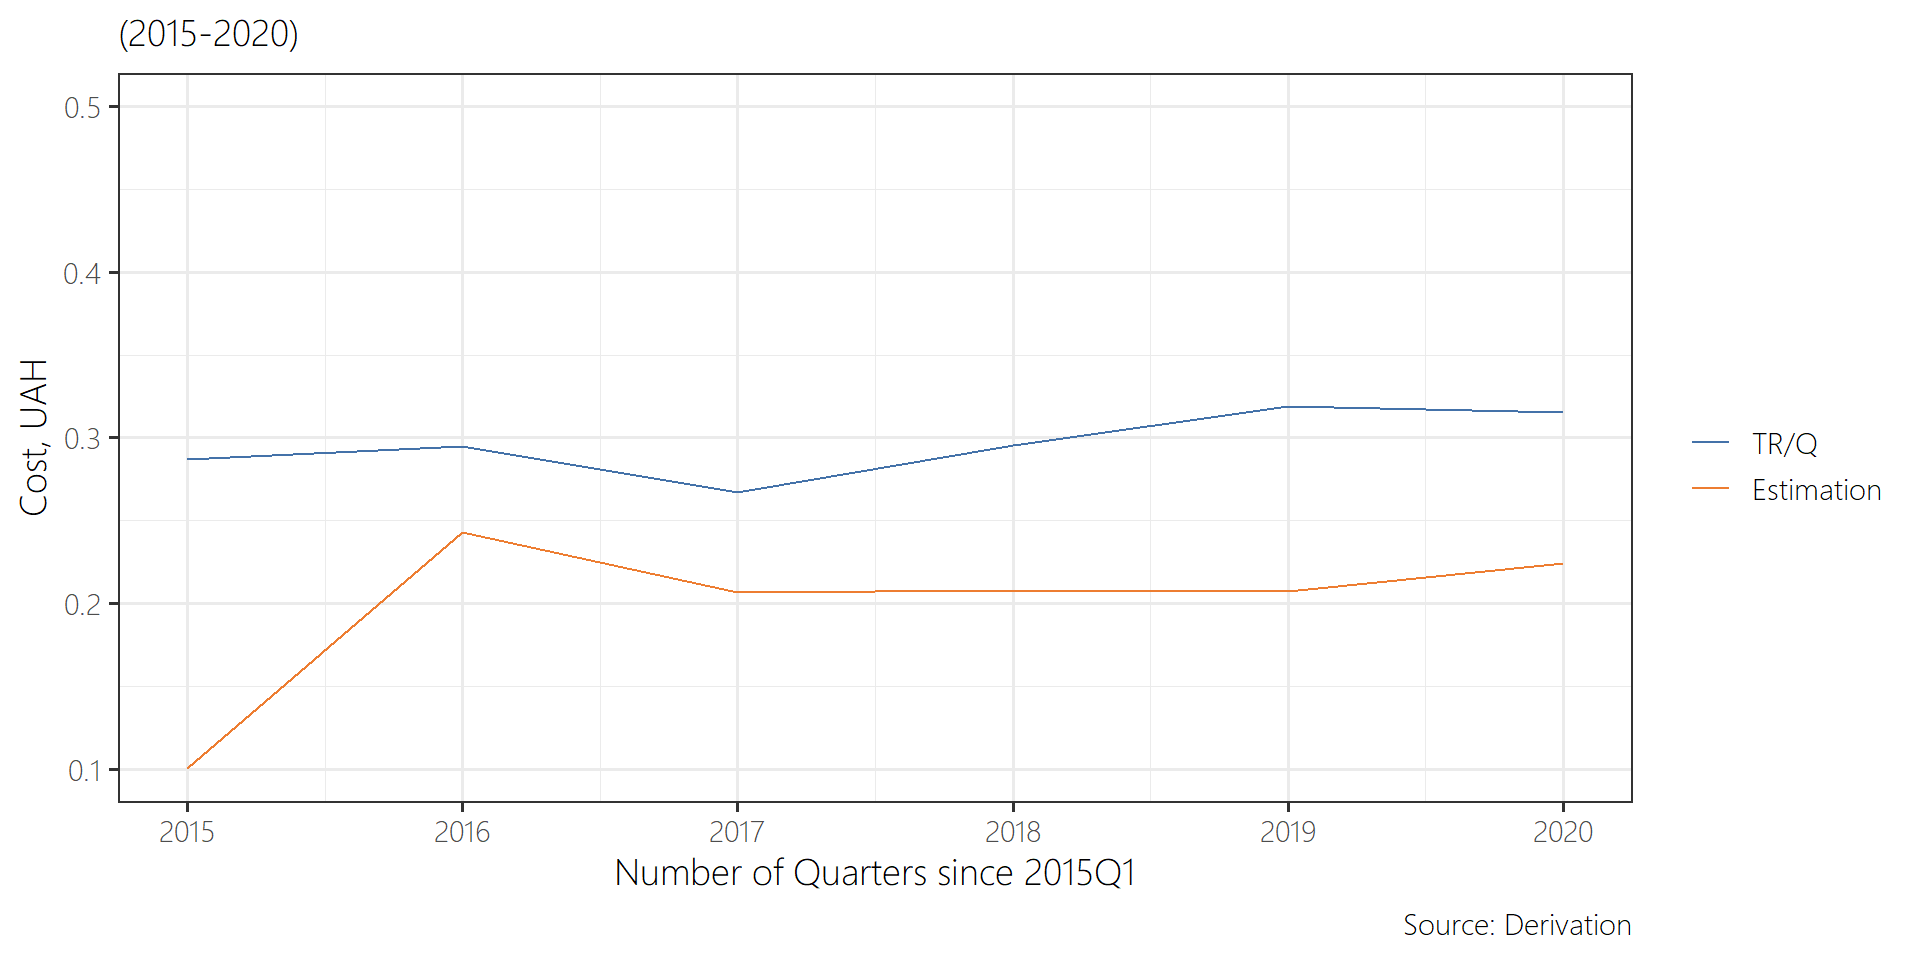 (2015-2020)
0.5
0.4
0.3
0.2
0.1
Cost, UAH
2015 2016 2017 2018 2019 2020
Number of Quarters since 2015Q1
TR/Q
Estimation
Source: Derivation